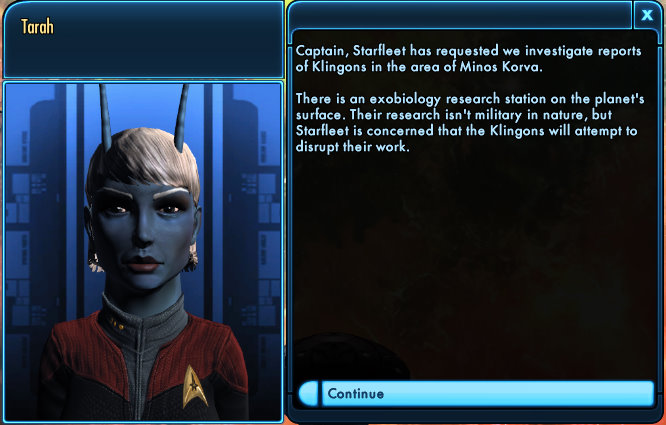 Tarah
X
Captain, Starfleet has requested we investigate reports
of Klingons in the area of Minos Korva.
There is an exobiology research station on the planet's
surface. Their research isn't military in nature, but
Starfleet is concerned that the Klingons will attempt to
disrupt their work.
Continue